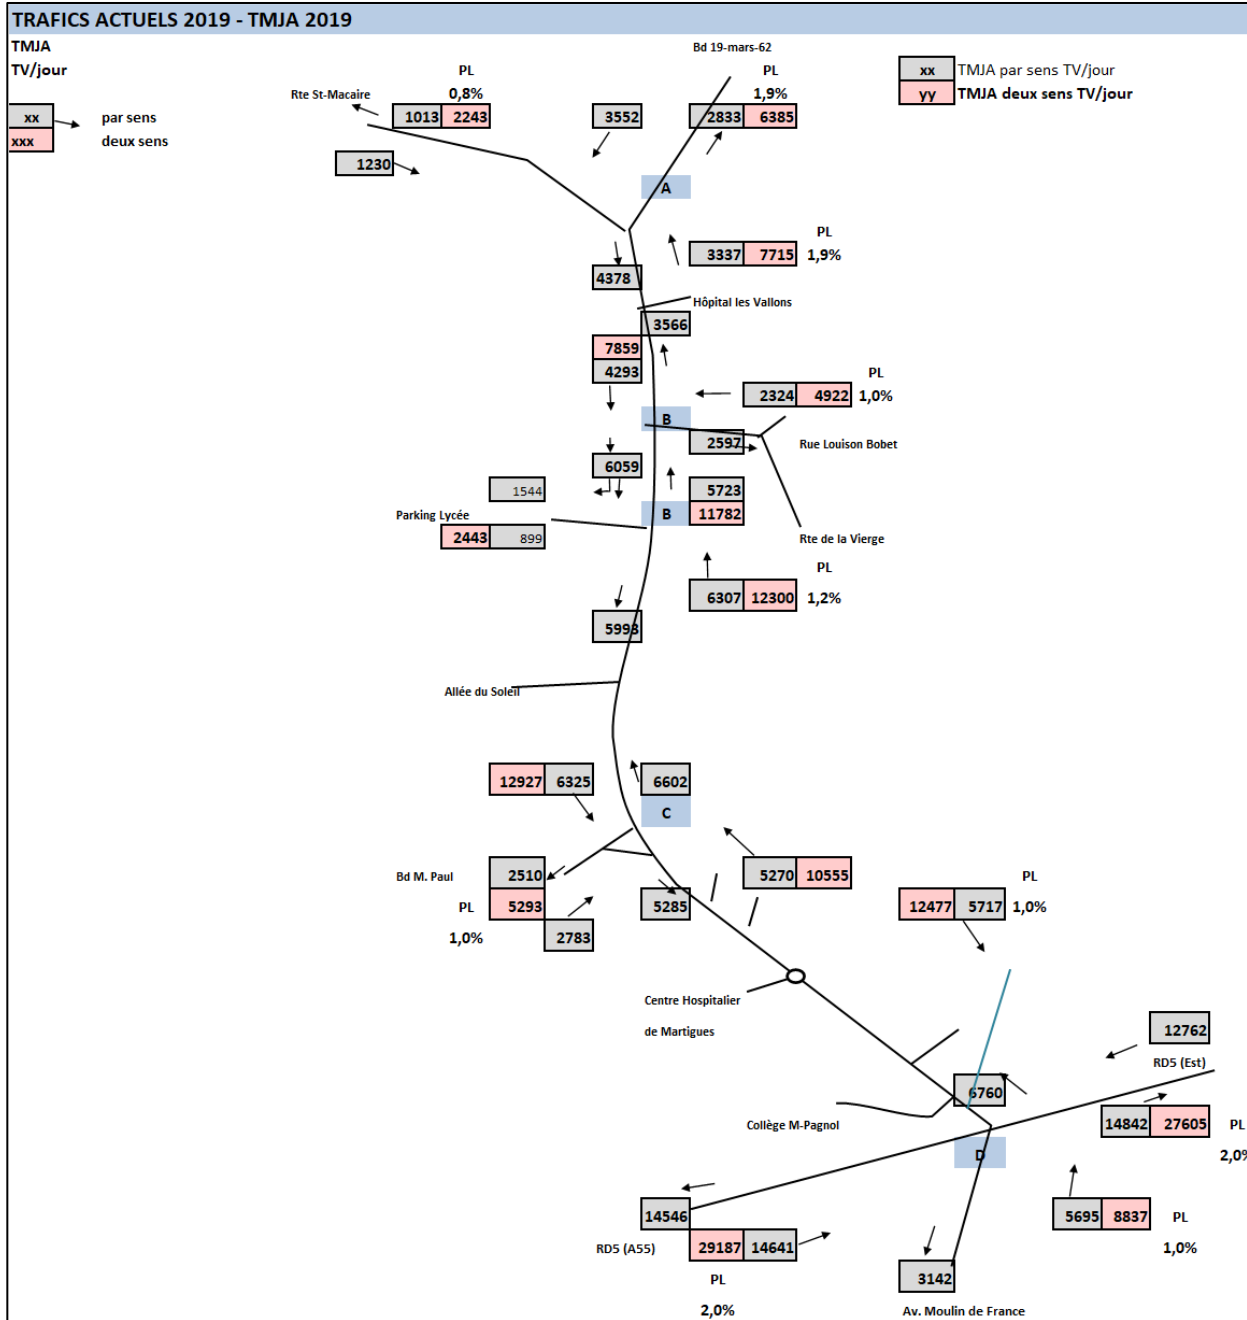 TRAFICS ACTUELS 2019 - TMJA 2019
TMJA
TV/jour
xx par sens
xxx deux sens
Bd 19-mars-62
xx TMJA par sens TV/jour
yy TMJA deux sens TV/jour
PL
0,8%
PL
1,9%
Rte St-Macaire
1013 2243
3552
2833 6385
1230
A
3337 7715
PL
1,9%
4378
Hôpital les Vallons
3566
7859
4293
2324 4922
PL
1,0%
B
2597
Rue Louison Bobet
6059
1544
5723
11782
B
Parking Lycée
2443 899
Rte de la Vierge
6307 12300
PL
1,2%
5993
Allée du Soleil
12927 6325
6602
C
Bd M. Paul
2510
5293
2783
PL
1,0%
5285
5270 10555
12477 5717
PL
1,0%
Centre Hospitalier
de Martigues
12762
RD5 (Est)
6760
Collège M-Pagnol
14842 27605
PL
2,0%
D
5695 8837
PL
1,0%
14546
RD5 (A55)
29187 14641
PL
2,0%
3142
Av. Moulin de France